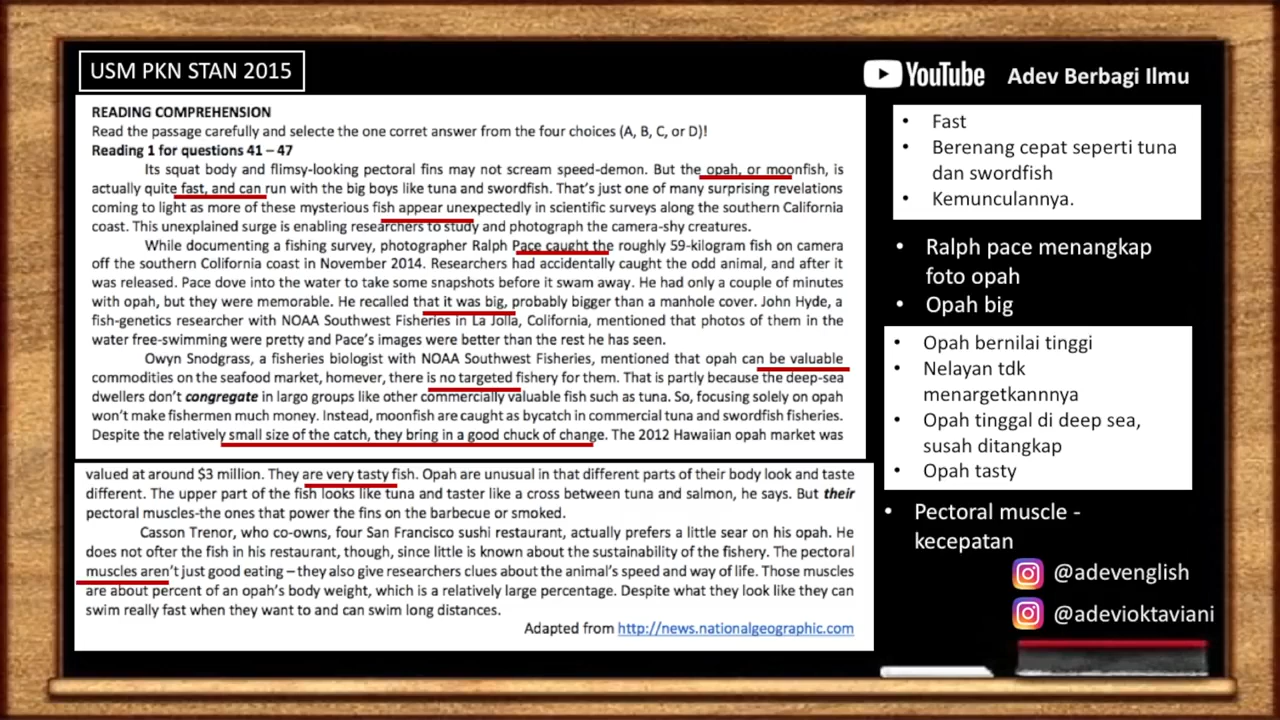 USM PKN STAN 2015
READING COMPREHENSION
Read the passage carefully and selecte the one corret answer from the four choices (A, B, C, or D)!
Reading 1 for questions 41 – 47
Its squat body and flimsy-looking pectoral fins may not scream speed-demon. But the opah, or moonfish, is
actually quite fast, and can run with the big boys like tuna and swordfish. That's just one of many surprising revelations
coming to light as more of these mysterious fish appear unexpectedly in scientific surveys along the southern California
coast. This unexplained surge is enabling researchers to study and photograph the camera-shy creatures.
While documenting a fishing survey, photographer Ralph Pace caught the roughly 59-kilogram fish on camera
off the southern California coast in November 2014. Researchers had accidentally caught the odd animal, and after it
was released. Pace dove into the water to take some snapshots before it swam away. He had only a couple of minutes
with opah, but they were memorable. He recalled that it was big, probably bigger than a manhole cover. John Hyde, a
fish-genetics researcher with NOAA Southwest Fisheries in La Jolla, California, mentioned that photos of them in the
water free-swimming were pretty and Pace's images were better than the rest he has seen.
Owyn Snodgrass, a fisheries biologist with NOAA Southwest Fisheries, mentioned that opah can be valuable
commodities on the seafood market, however, there is no targeted fishery for them. That is partly because the deep-sea
dwellers don't congregate in largo groups like other commercially valuable fish such as tuna. So, focusing solely on opah
won't make fishermen much money. Instead, moonfish are caught as bycatch in commercial tuna and swordfish fisheries.
Despite the relatively small size of the catch, they bring in a good chuck of change. The 2012 Hawaiian opah market was
valued at around $3 million. They are very tasty fish. Opah are unusual in that different parts of their body look and taste
different. The upper part of the fish looks like tuna and taster like a cross between tuna and salmon, he says. But their
pectoral muscles-the ones that power the fins on the barbecue or smoked.
Casson Trenor, who co-owns, four San Francisco sushi restaurant, actually prefers a little sear on his opah. He
does not ofter the fish in his restaurant, though, since little is known about the sustainability of the fishery. The pectoral
muscles aren't just good eating – they also give researchers clues about the animal's speed and way of life. Those muscles
are about percent of an opah's body weight, which is a relatively large percentage. Despite what they look like they can
swim really fast when they want to and can swim long distances.
Adapted from http://news.nationalgeographic.com
YouTube Adev Berbagi Ilmu
• Fast
• Berenang cepat seperti tuna
dan swordfish
• Kemunculannya.
• Ralph pace menangkap
foto opah
• Opah big
• Opah bernilai tinggi
• Nelayan tdk
menargetkannnya
• Opah tinggal di deep sea,
susah ditangkap
• Opah tasty
• Pectoral muscle -
kecepatan
@adevenglish
@adevioktaviani